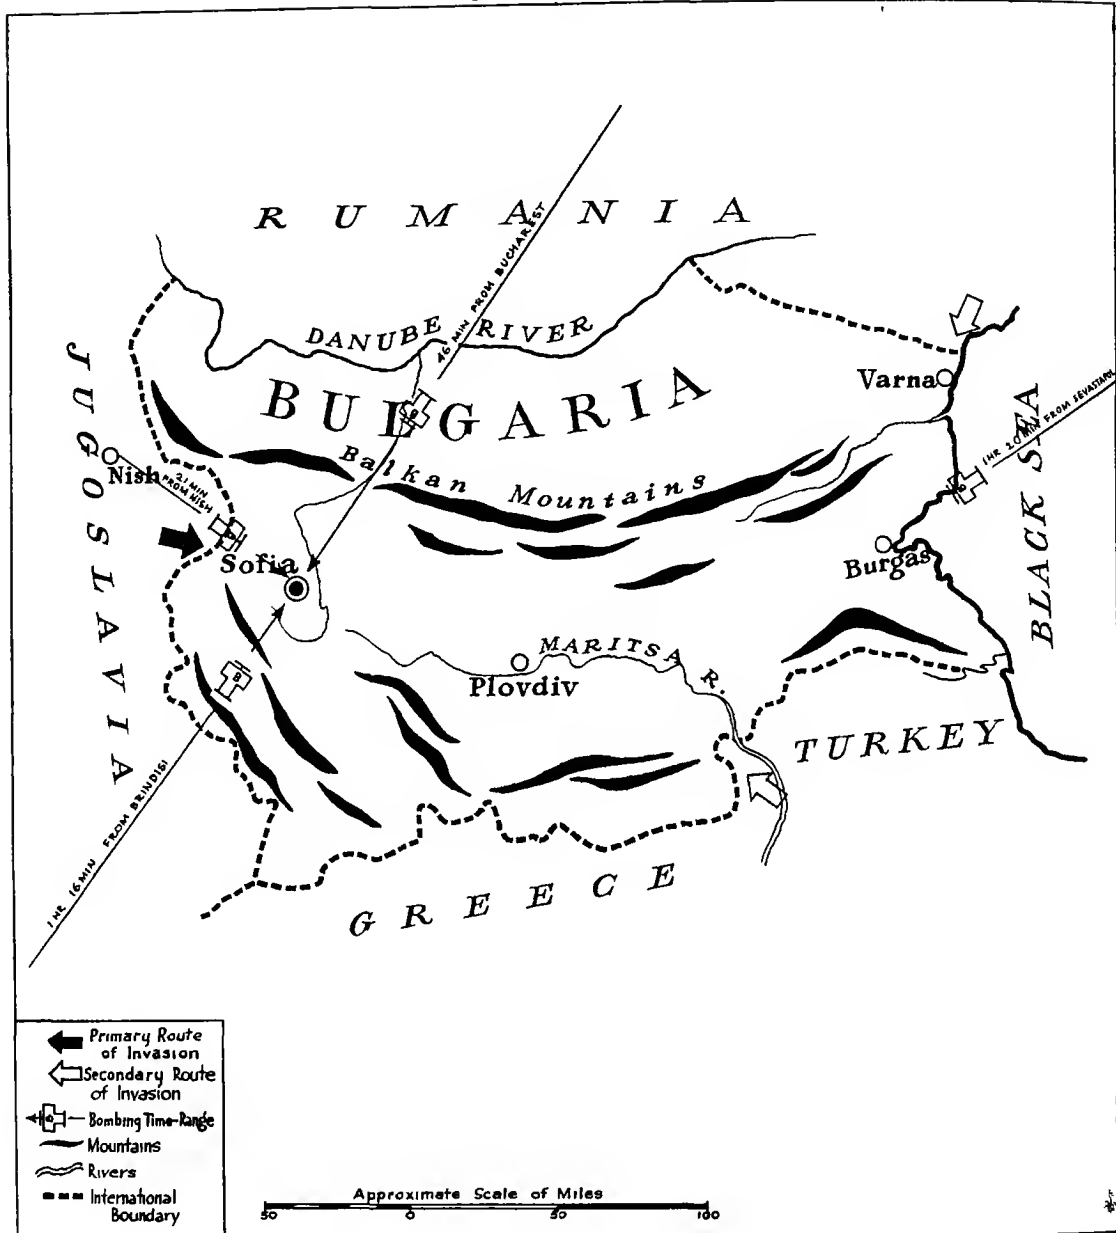 RUMANIA
46 MIN FROM BUCHAREST
DANUBE RIVER
BULGARIA
Varna
1 HR 20 MIN FROM SEVASTAPOL
BLACK SEA
JUGOSLAVIA
Nish
21 MIN
FROM NISH
Balkan Mountains
Sofia
Burgas
MARITSA R.
Plovdiv
TURKEY
1 HR 16 MIN FROM BRINDISI
GREECE
Primary Route
of Invasion
Secondary Route
of Invasion
Bombing Time-Range
Mountains
Rivers
International
Boundary
Approximate Scale of Miles
50 0 50 100